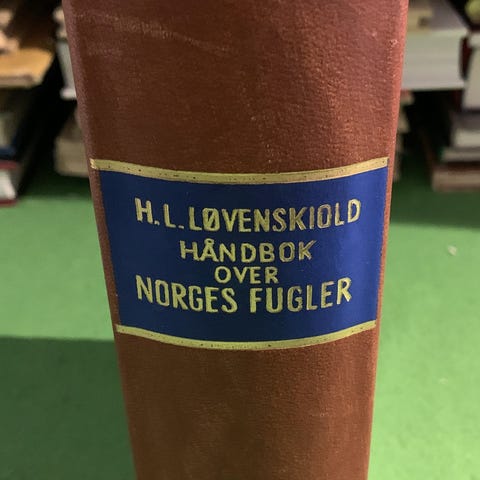 H.L.LØVENSKIOLD
HÅNDBOK
OVER
NORGES FUGLER